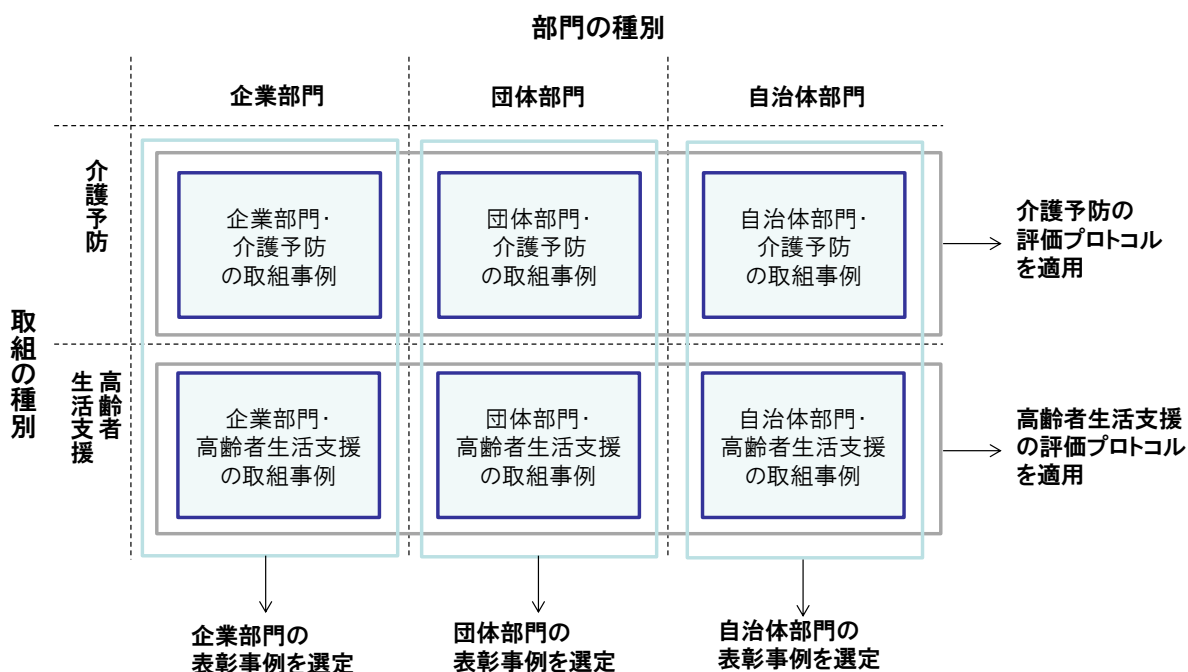 部門の種別
企業部門
団体部門
自治体部門
取組の種別
介護予防
企業部門・
介護予防
の取組事例
団体部門・
介護予防
の取組事例
自治体部門・
介護予防
の取組事例
介護予防の
評価プロトコル
を適用
高齢者
生活支援
企業部門・
高齢者生活支援
の取組事例
団体部門・
高齢者生活支援
の取組事例
自治体部門・
高齢者生活支援
の取組事例
高齢者生活支援
の評価プロトコル
を適用
企業部門の
表彰事例を選定
団体部門の
表彰事例を選定
自治体部門の
表彰事例を選定